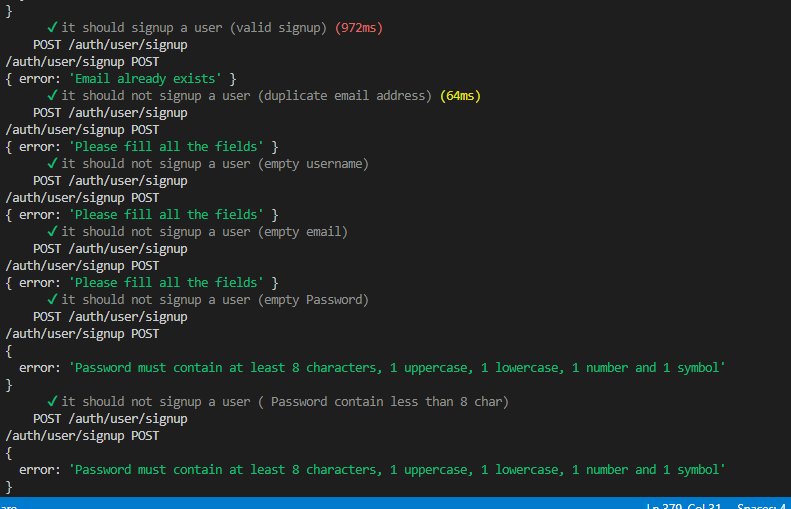 }
✓ it should signup a user (valid signup) (972ms)
POST /auth/user/signup
/auth/user/signup POST
{ error: 'Email already exists' }
✓ it should not signup a user (duplicate email address) (64ms)
POST /auth/user/signup
/auth/user/signup POST
{ error: 'Please fill all the fields' }
✓ it should not signup a user (empty username)
POST /auth/user/signup
/auth/user/signup POST
{ error: 'Please fill all the fields' }
✓ it should not signup a user (empty email)
POST /auth/user/signup
/auth/user/signup POST
{ error: 'Please fill all the fields' }
✓ it should not signup a user (empty Password)
POST /auth/user/signup
/auth/user/signup POST
{
error: 'Password must contain at least 8 characters, 1 uppercase, 1 lowercase, 1 number and 1 symbol'
}
✓ it should not signup a user ( Password contain less than 8 char)
POST /auth/user/signup
/auth/user/signup POST
{
error: 'Password must contain at least 8 characters, 1 uppercase, 1 lowercase, 1 number and 1 symbol'
}
Ln 379, Col 31 Spaces: 4